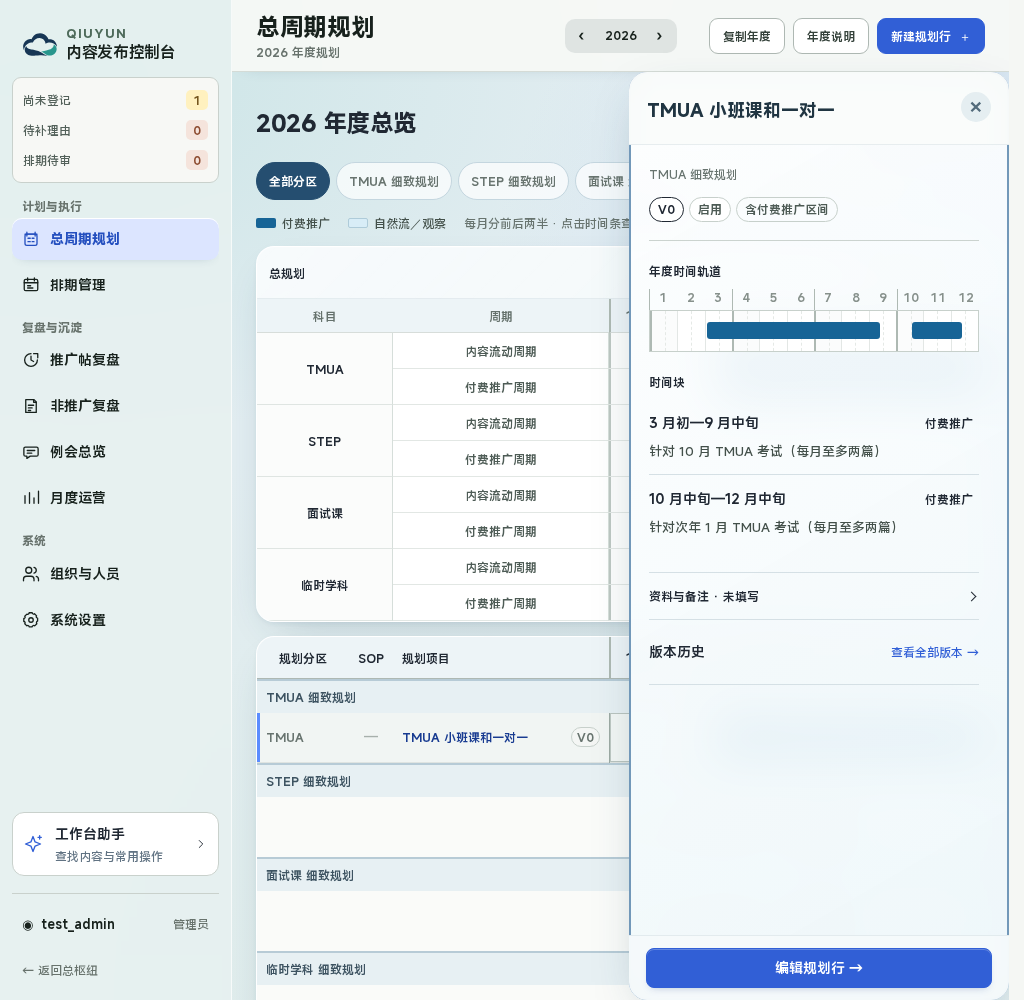 QIUYUN
内容发布控制台
尚未登记 1
待补理由 0
排期待审 0
计划与执行
总周期规划
排期管理
复盘与沉淀
推广帖复盘
非推广复盘
例会总览
月度运营
系统
组织与人员
系统设置
工作台助手
查找内容与常用操作
test_admin 管理员
← 返回总枢纽
总周期规划
2026 年度规划
‹ 2026 ›
复制年度
年度说明
新建规划行 +
2026 年度总览
全部分区
TMUA 细致规划
STEP 细致规划
面试课
付费推广 自然流／观察 每月分前后两半 · 点击时间条查
总规划
科目 周期
TMUA
内容流动周期
付费推广周期
STEP
内容流动周期
付费推广周期
面试课
内容流动周期
付费推广周期
临时学科
内容流动周期
付费推广周期
规划分区 SOP 规划项目
TMUA 细致规划
TMUA — TMUA 小班课和一对一 V0
STEP 细致规划
面试课 细致规划
临时学科 细致规划
TMUA 小班课和一对一 ×
TMUA 细致规划
V0 启用 含付费推广区间
年度时间轨道
1 2 3 4 5 6 7 8 9 10 11 12
时间块
3 月初—9 月中旬 付费推广
针对 10 月 TMUA 考试（每月至多两篇）
10 月中旬—12 月中旬 付费推广
针对次年 1 月 TMUA 考试（每月至多两篇）
资料与备注 · 未填写
版本历史 查看全部版本 →
编辑规划行 →